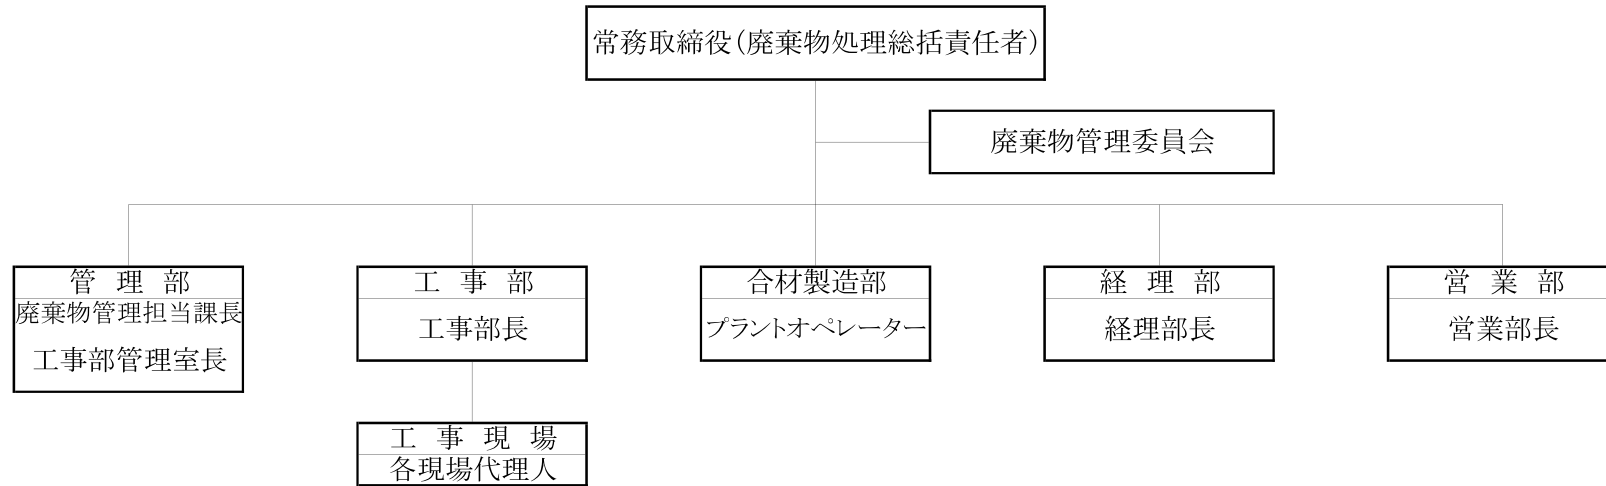 常務取締役(廃棄物処理総括責任者)
廃棄物管理委員会
管 理 部
廃棄物管理担当課長
工事部管理室長
工 事 部
工事部長
合材製造部
プラントオペレーター
経 理 部
経理部長
営 業 部
営業部長
工 事 現 場
各現場代理人